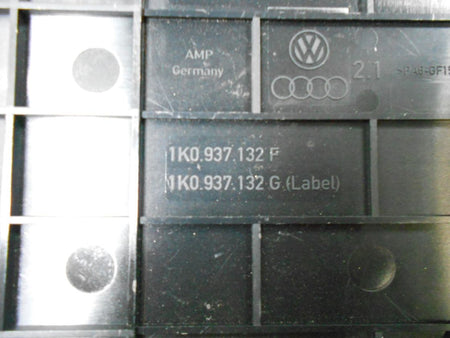 AMP
Germany
2.1
1K0.937.132 F
1K0.937.132 G (Label)